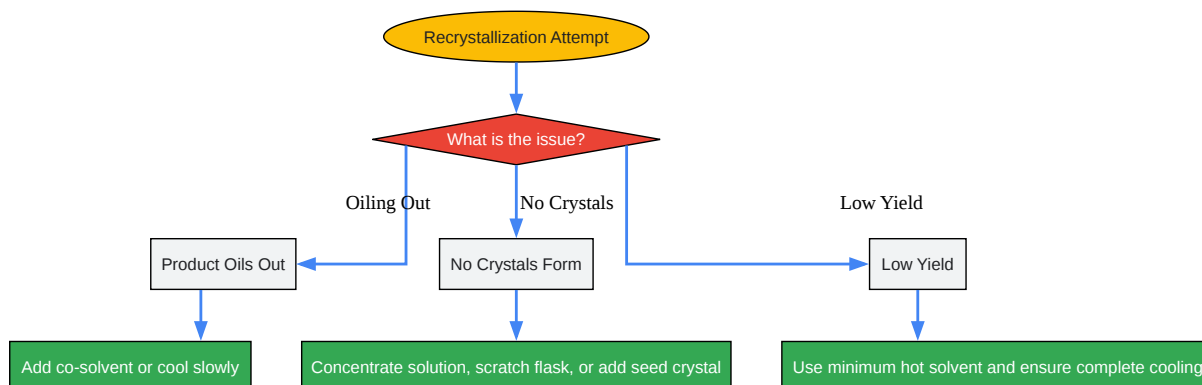 Recrystallization Attempt
What is the issue?
Oiling Out
No Crystals
Low Yield
Product Oils Out
No Crystals Form
Low Yield
Add co-solvent or cool slowly
Concentrate solution, scratch flask, or add seed crystal
Use minimum hot solvent and ensure complete cooling